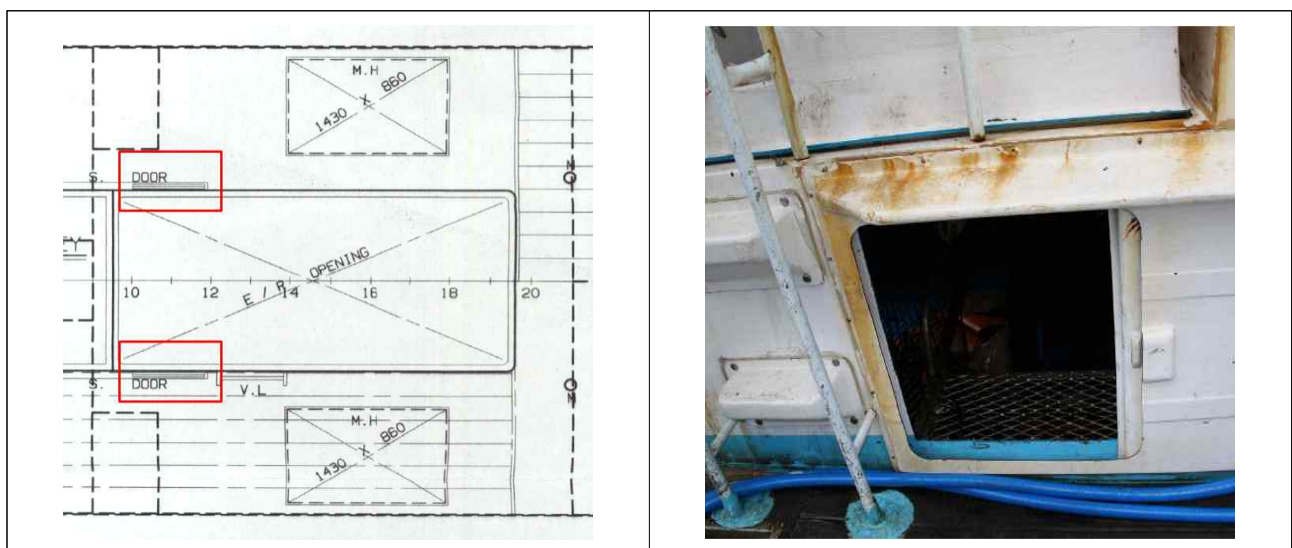 M.H
1430 X 860
S. DOOR
E / R OPENING
10 12 14 16 18 20
S. DOOR
V.L
M.H
1430 X 860